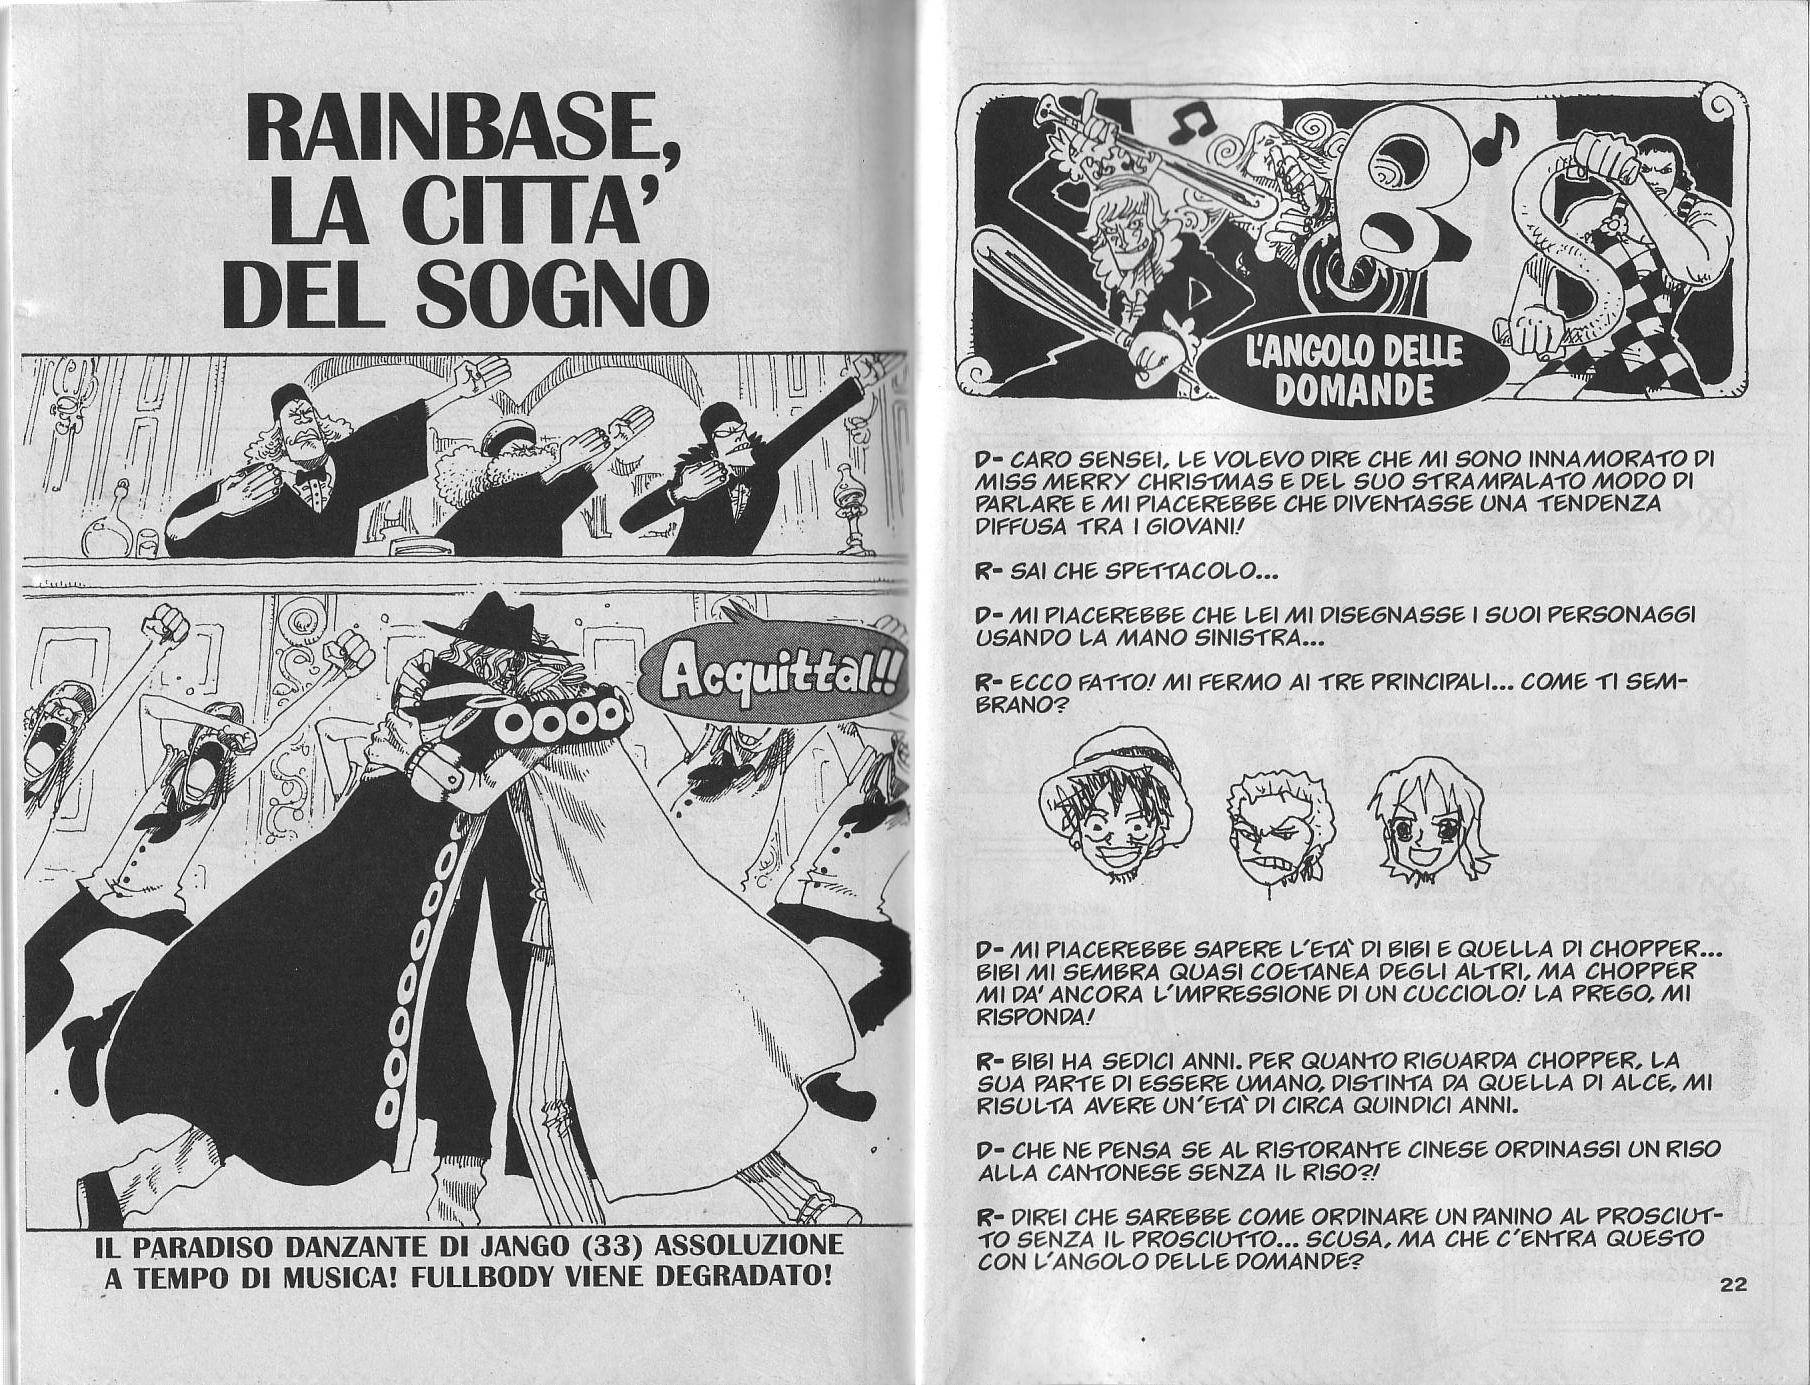 RAINBASE,
LA CITTA'
DEL SOGNO
Acquittal!!
IL PARADISO DANZANTE DI JANGO (33) ASSOLUZIONE
A TEMPO DI MUSICA! FULLBODY VIENE DEGRADATO!
S B S
L'ANGOLO DELLE
DOMANDE
D- CARO SENSEI, LE VOLEVO DIRE CHE MI SONO INNAMORATO DI
MISS MERRY CHRISTMAS E DEL SUO STRAMPALATO MODO DI
PARLARE E MI PIACEREBBE CHE DIVENTASSE UNA TENDENZA
DIFFUSA TRA I GIOVANI!
R- SAI CHE SPETTACOLO...
D- MI PIACEREBBE CHE LEI MI DISEGNASSE I SUOI PERSONAGGI
USANDO LA MANO SINISTRA...
R- ECCO FATTO! MI FERMO AI TRE PRINCIPALI... COME TI SEM-
BRANO?
D- MI PIACEREBBE SAPERE L'ETÀ DI BIBI E QUELLA DI CHOPPER...
BIBI MI SEMBRA QUASI COETANEA DEGLI ALTRI, MA CHOPPER
MI DA' ANCORA L'IMPRESSIONE DI UN CUCCIOLO! LA PREGO, MI
RISPONDA!
R- BIBI HA SEDICI ANNI. PER QUANTO RIGUARDA CHOPPER, LA
SUA PARTE DI ESSERE UMANO, DISTINTA DA QUELLA DI ALCE, MI
RISULTA AVERE UN'ETÀ DI CIRCA QUINDICI ANNI.
D- CHE NE PENSA SE AL RISTORANTE CINESE ORDINASSI UN RISO
ALLA CANTONESE SENZA IL RISO?!
R- DIREI CHE SAREBBE COME ORDINARE UN PANINO AL PROSCIUT-
TO SENZA IL PROSCIUTTO... SCUSA, MA CHE C'ENTRA QUESTO
CON L'ANGOLO DELLE DOMANDE?
22